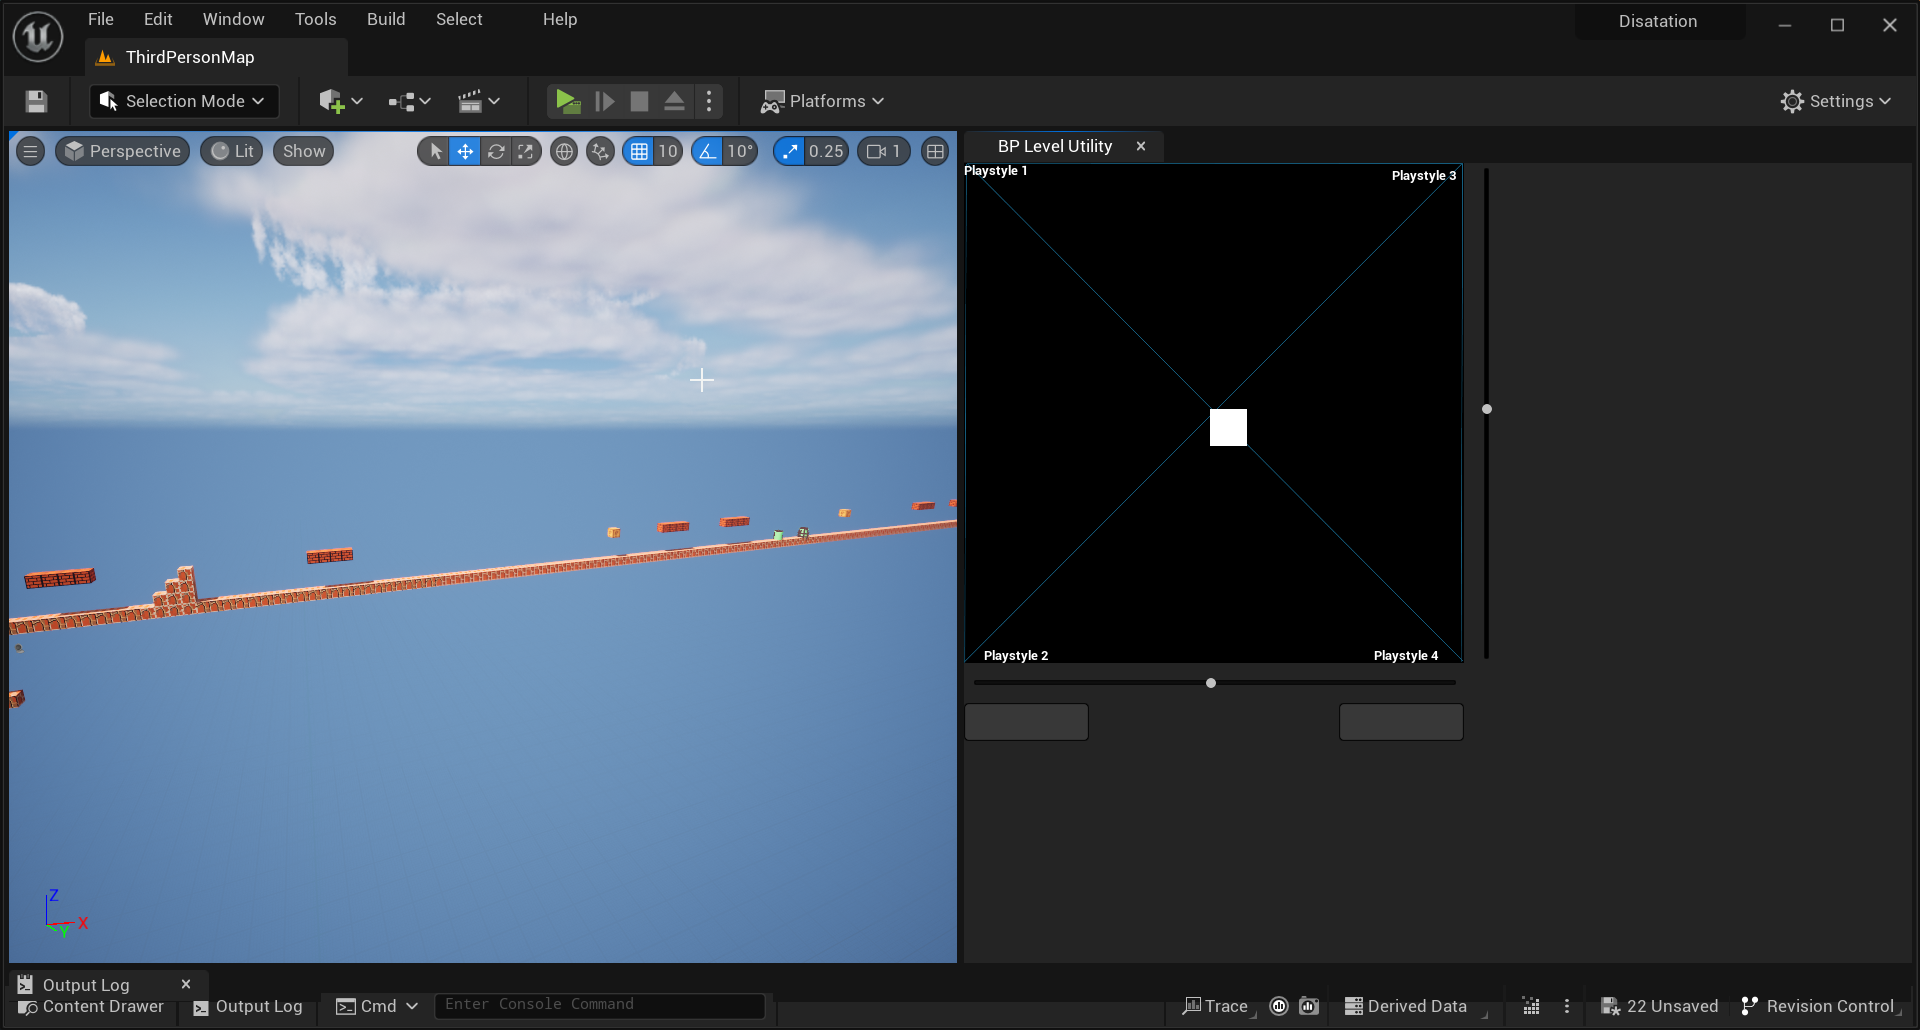 File Edit Window Tools Build Select Help
Disatation
ThirdPersonMap
Selection Mode
Platforms
Settings
Perspective Lit Show
10 10° 0.25 1
BP Level Utility
Playstyle 1
Playstyle 3
Playstyle 2
Playstyle 4
Z
X
Y
Output Log
Content Drawer Output Log Cmd Enter Console Command
Trace Derived Data 22 Unsaved Revision Control